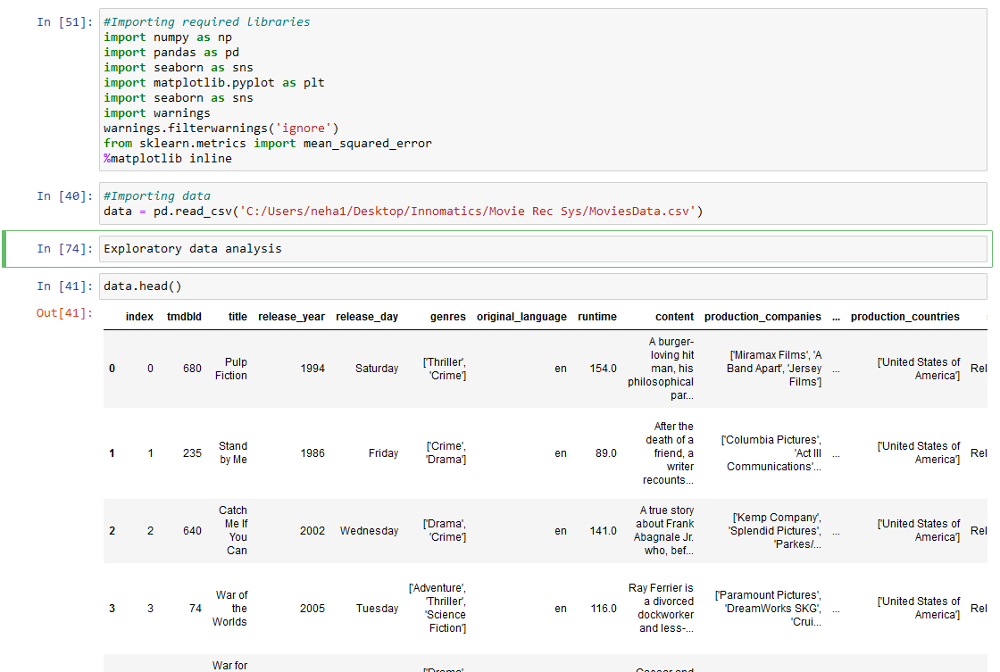 In [51]: #Importing required libraries
import numpy as np
import pandas as pd
import seaborn as sns
import matplotlib.pyplot as plt
import seaborn as sns
import warnings
warnings.filterwarnings('ignore')
from sklearn.metrics import mean_squared_error
%matplotlib inline
In [40]: #Importing data
data = pd.read_csv('C:/Users/neha1/Desktop/Innomatics/Movie Rec Sys/MoviesData.csv')
In [74]: Exploratory data analysis
In [41]: data.head()
Out[41]:
index tmdbId title release_year release_day genres original_language runtime content production_companies ... production_countries
0 0 680 Pulp Fiction 1994 Saturday ['Thriller', 'Crime'] en 154.0 A burger-loving hit man, his philosophical par... ['Miramax Films', 'A Band Apart', 'Jersey Films'] ... ['United States of America'] Rel
1 1 235 Stand by Me 1986 Friday ['Crime', 'Drama'] en 89.0 After the death of a friend, a writer recounts... ['Columbia Pictures', 'Act III Communications'... ... ['United States of America'] Rel
2 2 640 Catch Me If You Can 2002 Wednesday ['Drama', 'Crime'] en 141.0 A true story about Frank Abagnale Jr. who, bef... ['Kemp Company', 'Splendid Pictures', 'Parkes/... ... ['United States of America'] Rel
3 3 74 War of the Worlds 2005 Tuesday ['Adventure', 'Thriller', 'Science Fiction'] en 116.0 Ray Ferrier is a divorced dockworker and less-... ['Paramount Pictures', 'DreamWorks SKG', 'Crui... ... ['United States of America'] Rel
War for